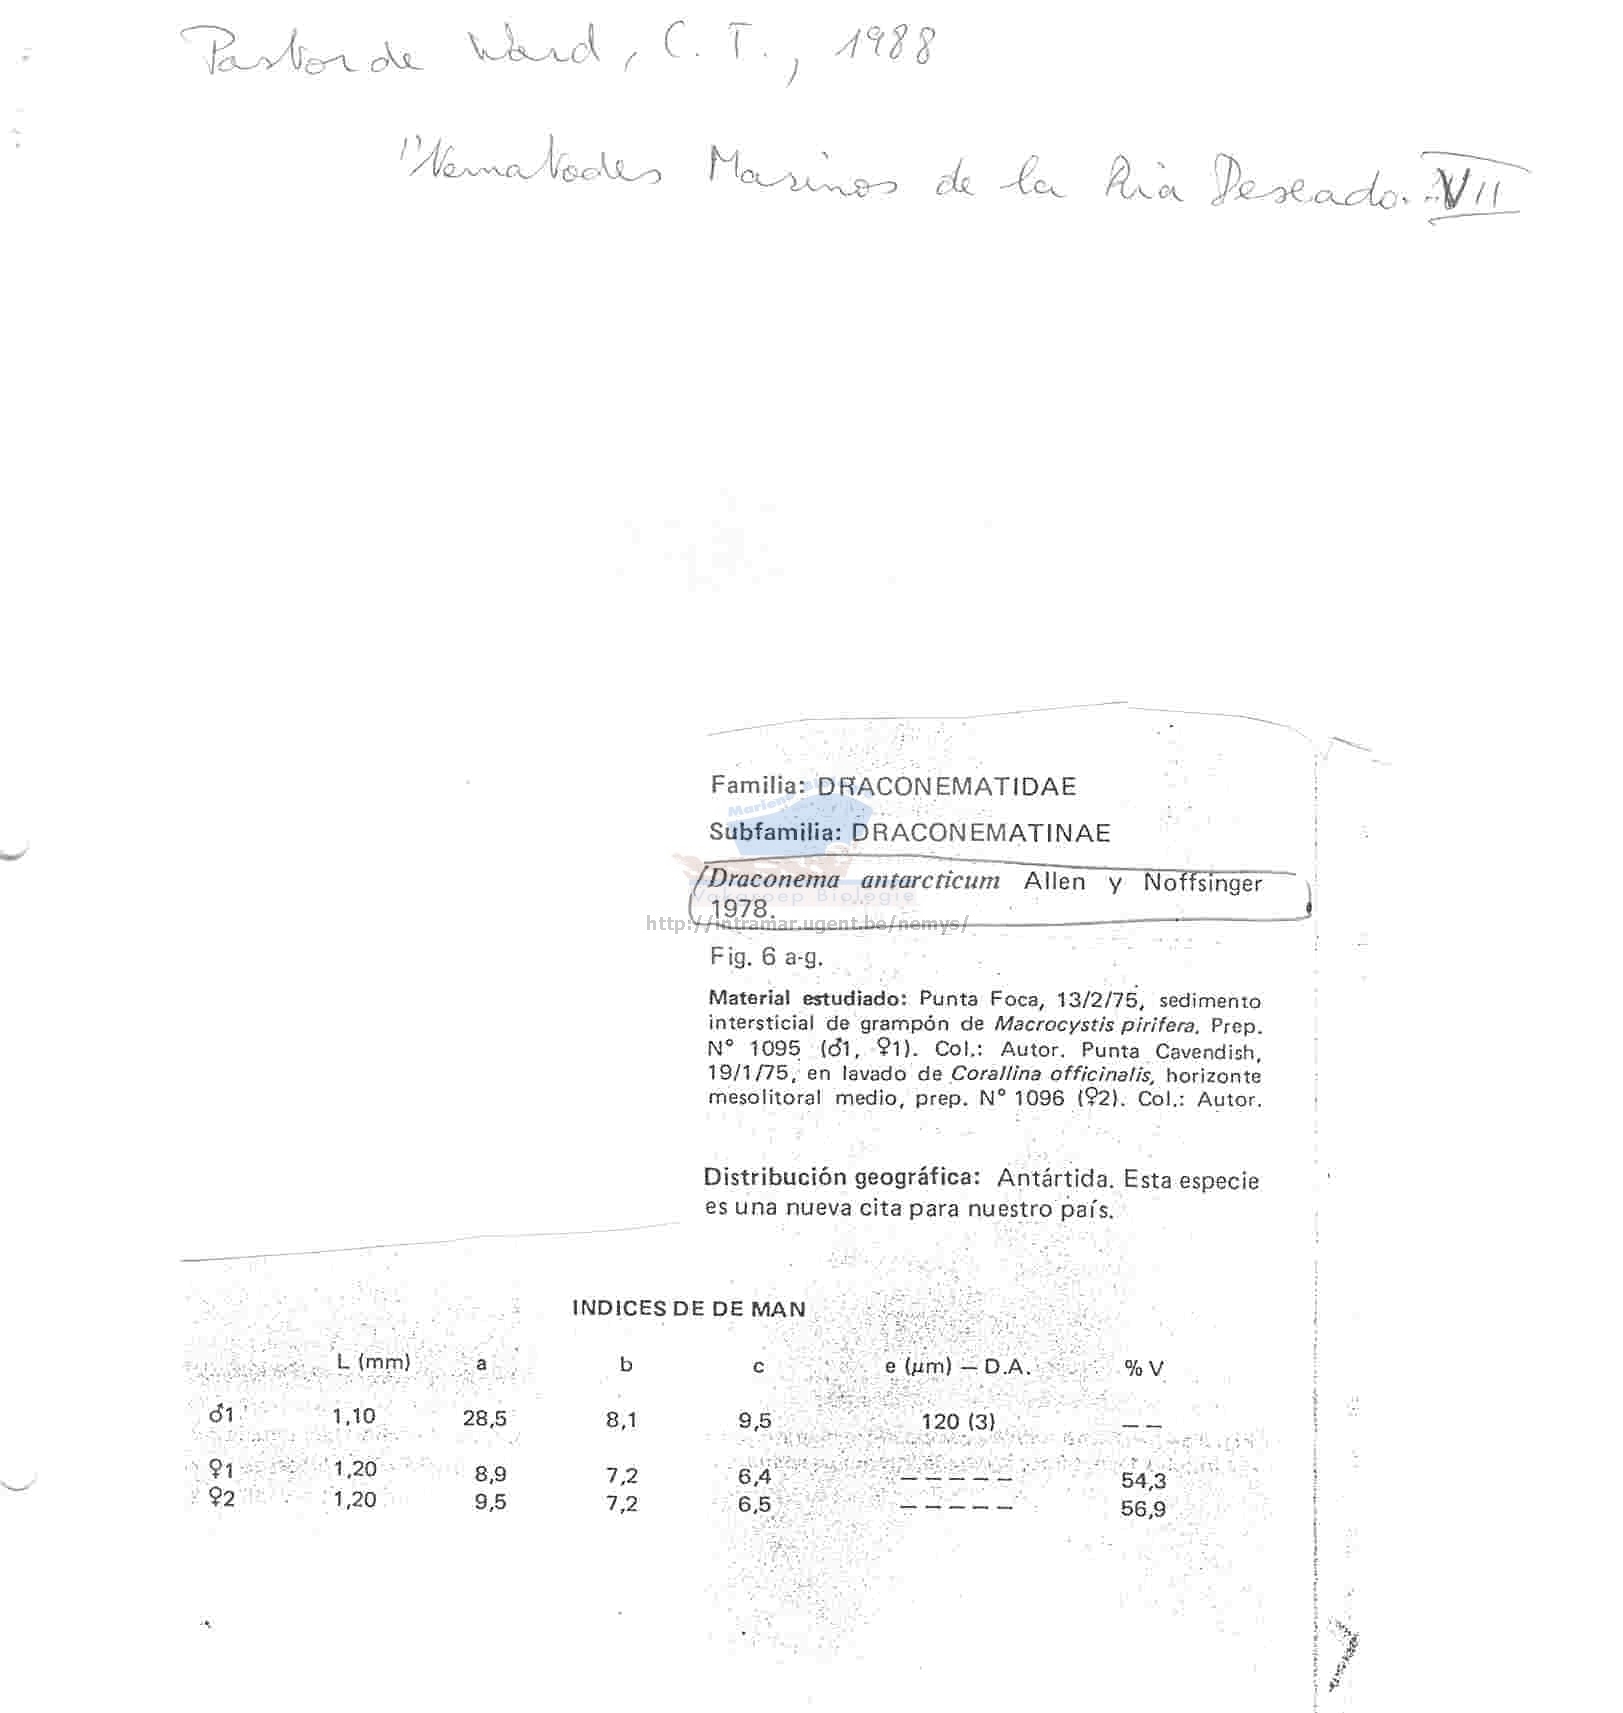 Pastor de Ward, C. T., 1988
"Nematodes Marinos de la Ria Deseado. VII
Familia: DRACONEMATIDAE
Subfamilia: DRACONEMATINAE
Draconema antarcticum Allen y Noffsinger
1978.
Vakgroep Biologie
http://intramar.ugent.be/nemys/
Fig. 6 a-g.
Material estudiado: Punta Foca, 13/2/75, sedimento
intersticial de grampón de Macrocystis pirifera. Prep.
N° 1095 (♂1, ♀1). Col.: Autor. Punta Cavendish,
19/1/75, en lavado de Corallina officinalis, horizonte
mesolitoral medio, prep. N° 1096 (♀2). Col.: Autor.
Distribución geográfica: Antártida. Esta especie
es una nueva cita para nuestro país.
INDICES DE DE MAN
L (mm) a b c e (μm) — D.A. % V
♂1 1,10 28,5 8,1 9,5 120 (3) — —
♀1 1,20 8,9 7,2 6,4 — — — — — 54,3
♀2 1,20 9,5 7,2 6,5 — — — — — 56,9